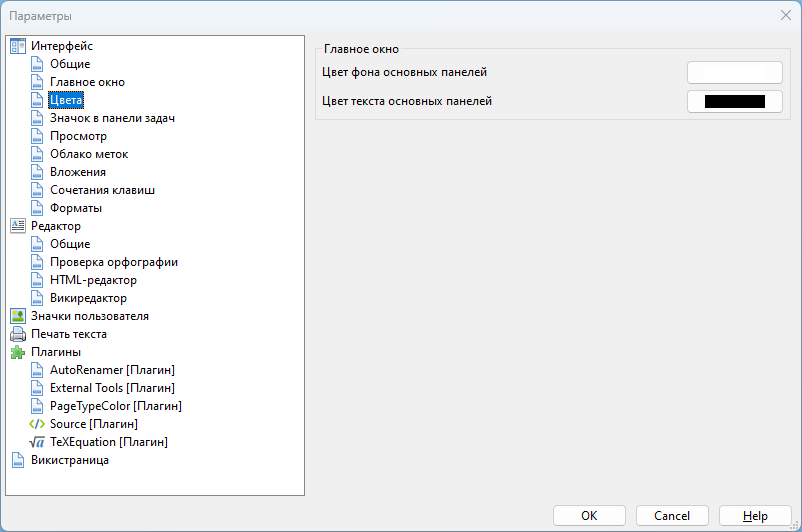 Параметры
Интерфейс
Общие
Главное окно
Цвета
Значок в панели задач
Просмотр
Облако меток
Вложения
Сочетания клавиш
Форматы
Редактор
Общие
Проверка орфографии
HTML-редактор
Викиредактор
Значки пользователя
Печать текста
Плагины
AutoRenamer [Плагин]
External Tools [Плагин]
PageTypeColor [Плагин]
Source [Плагин]
TeXEquation [Плагин]
Викистраница
Главное окно
Цвет фона основных панелей
Цвет текста основных панелей
OK
Cancel
Help